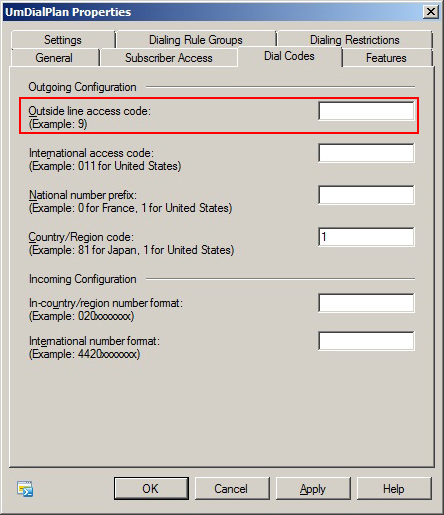 UmDialPlan Properties
Settings Dialing Rule Groups Dialing Restrictions
General Subscriber Access Dial Codes Features
Outgoing Configuration
Outside line access code:
(Example: 9)
International access code:
(Example: 011 for United States)
National number prefix:
(Example: 0 for France, 1 for United States)
Country/Region code: 1
(Example: 81 for Japan, 1 for United States)
Incoming Configuration
In-country/region number format:
(Example: 020xxxxxxx)
International number format:
(Example: 4420xxxxxxx)
OK Cancel Apply Help